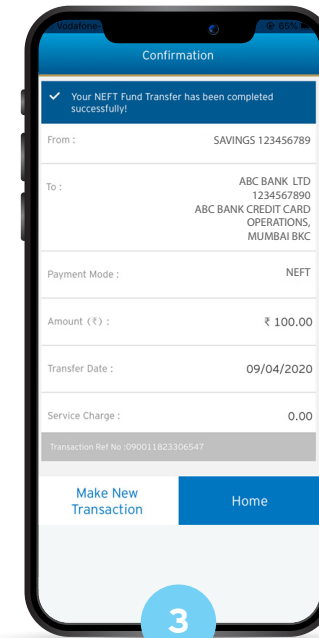 Vodafone
65%
Confirmation
Your NEFT Fund Transfer has been completed
successfully!
From :
SAVINGS 123456789
To :
ABC BANK LTD
1234567890
ABC BANK CREDIT CARD
OPERATIONS,
MUMBAI BKC
Payment Mode :
NEFT
Amount (₹) :
₹ 100.00
Transfer Date :
09/04/2020
Service Charge :
0.00
Transaction Ref No :090011823306547
Make New
Transaction
Home
3